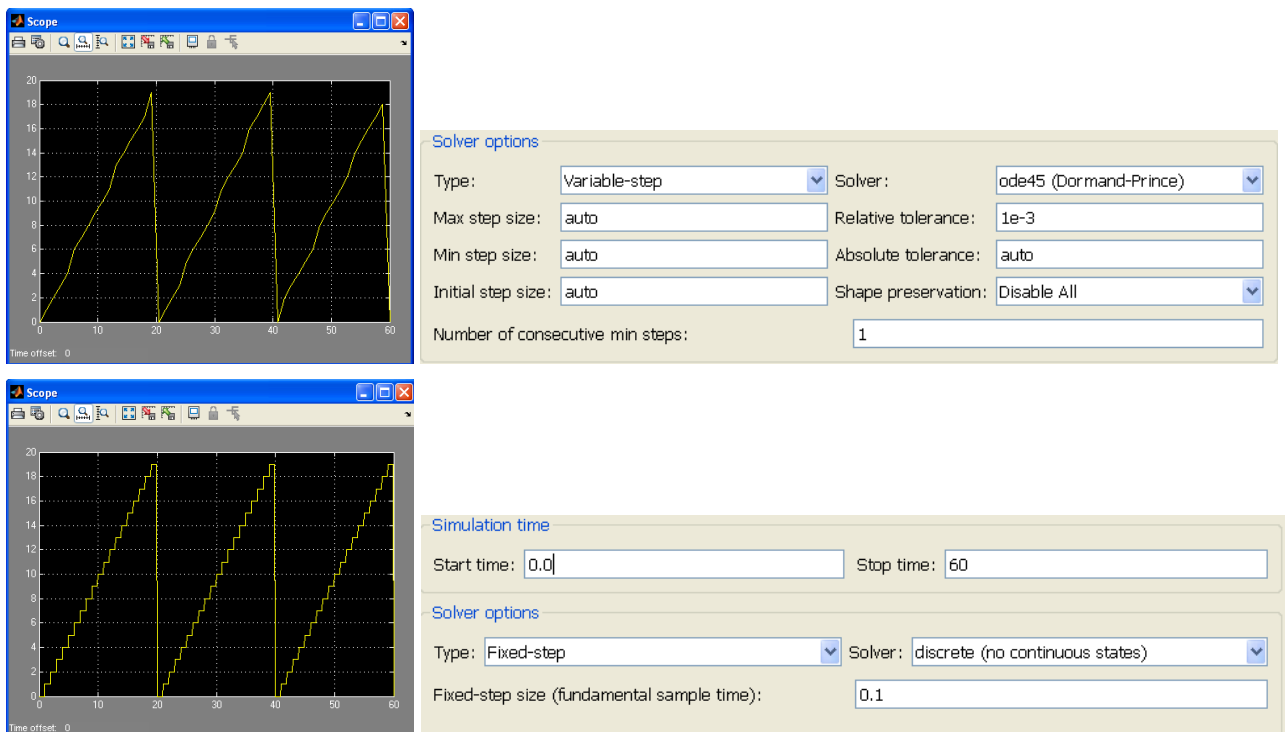 Scope
20
18
16
14
12
10
8
6
4
2
0
0 10 20 30 40 50 60
Time offset: 0
Solver options
Type: Variable-step Solver: ode45 (Dormand-Prince)
Max step size: auto Relative tolerance: 1e-3
Min step size: auto Absolute tolerance: auto
Initial step size: auto Shape preservation: Disable All
Number of consecutive min steps: 1
Scope
20
18
16
14
12
10
8
6
4
2
0
0 10 20 30 40 50 60
Time offset: 0
Simulation time
Start time: 0.0 Stop time: 60
Solver options
Type: Fixed-step Solver: discrete (no continuous states)
Fixed-step size (fundamental sample time): 0.1